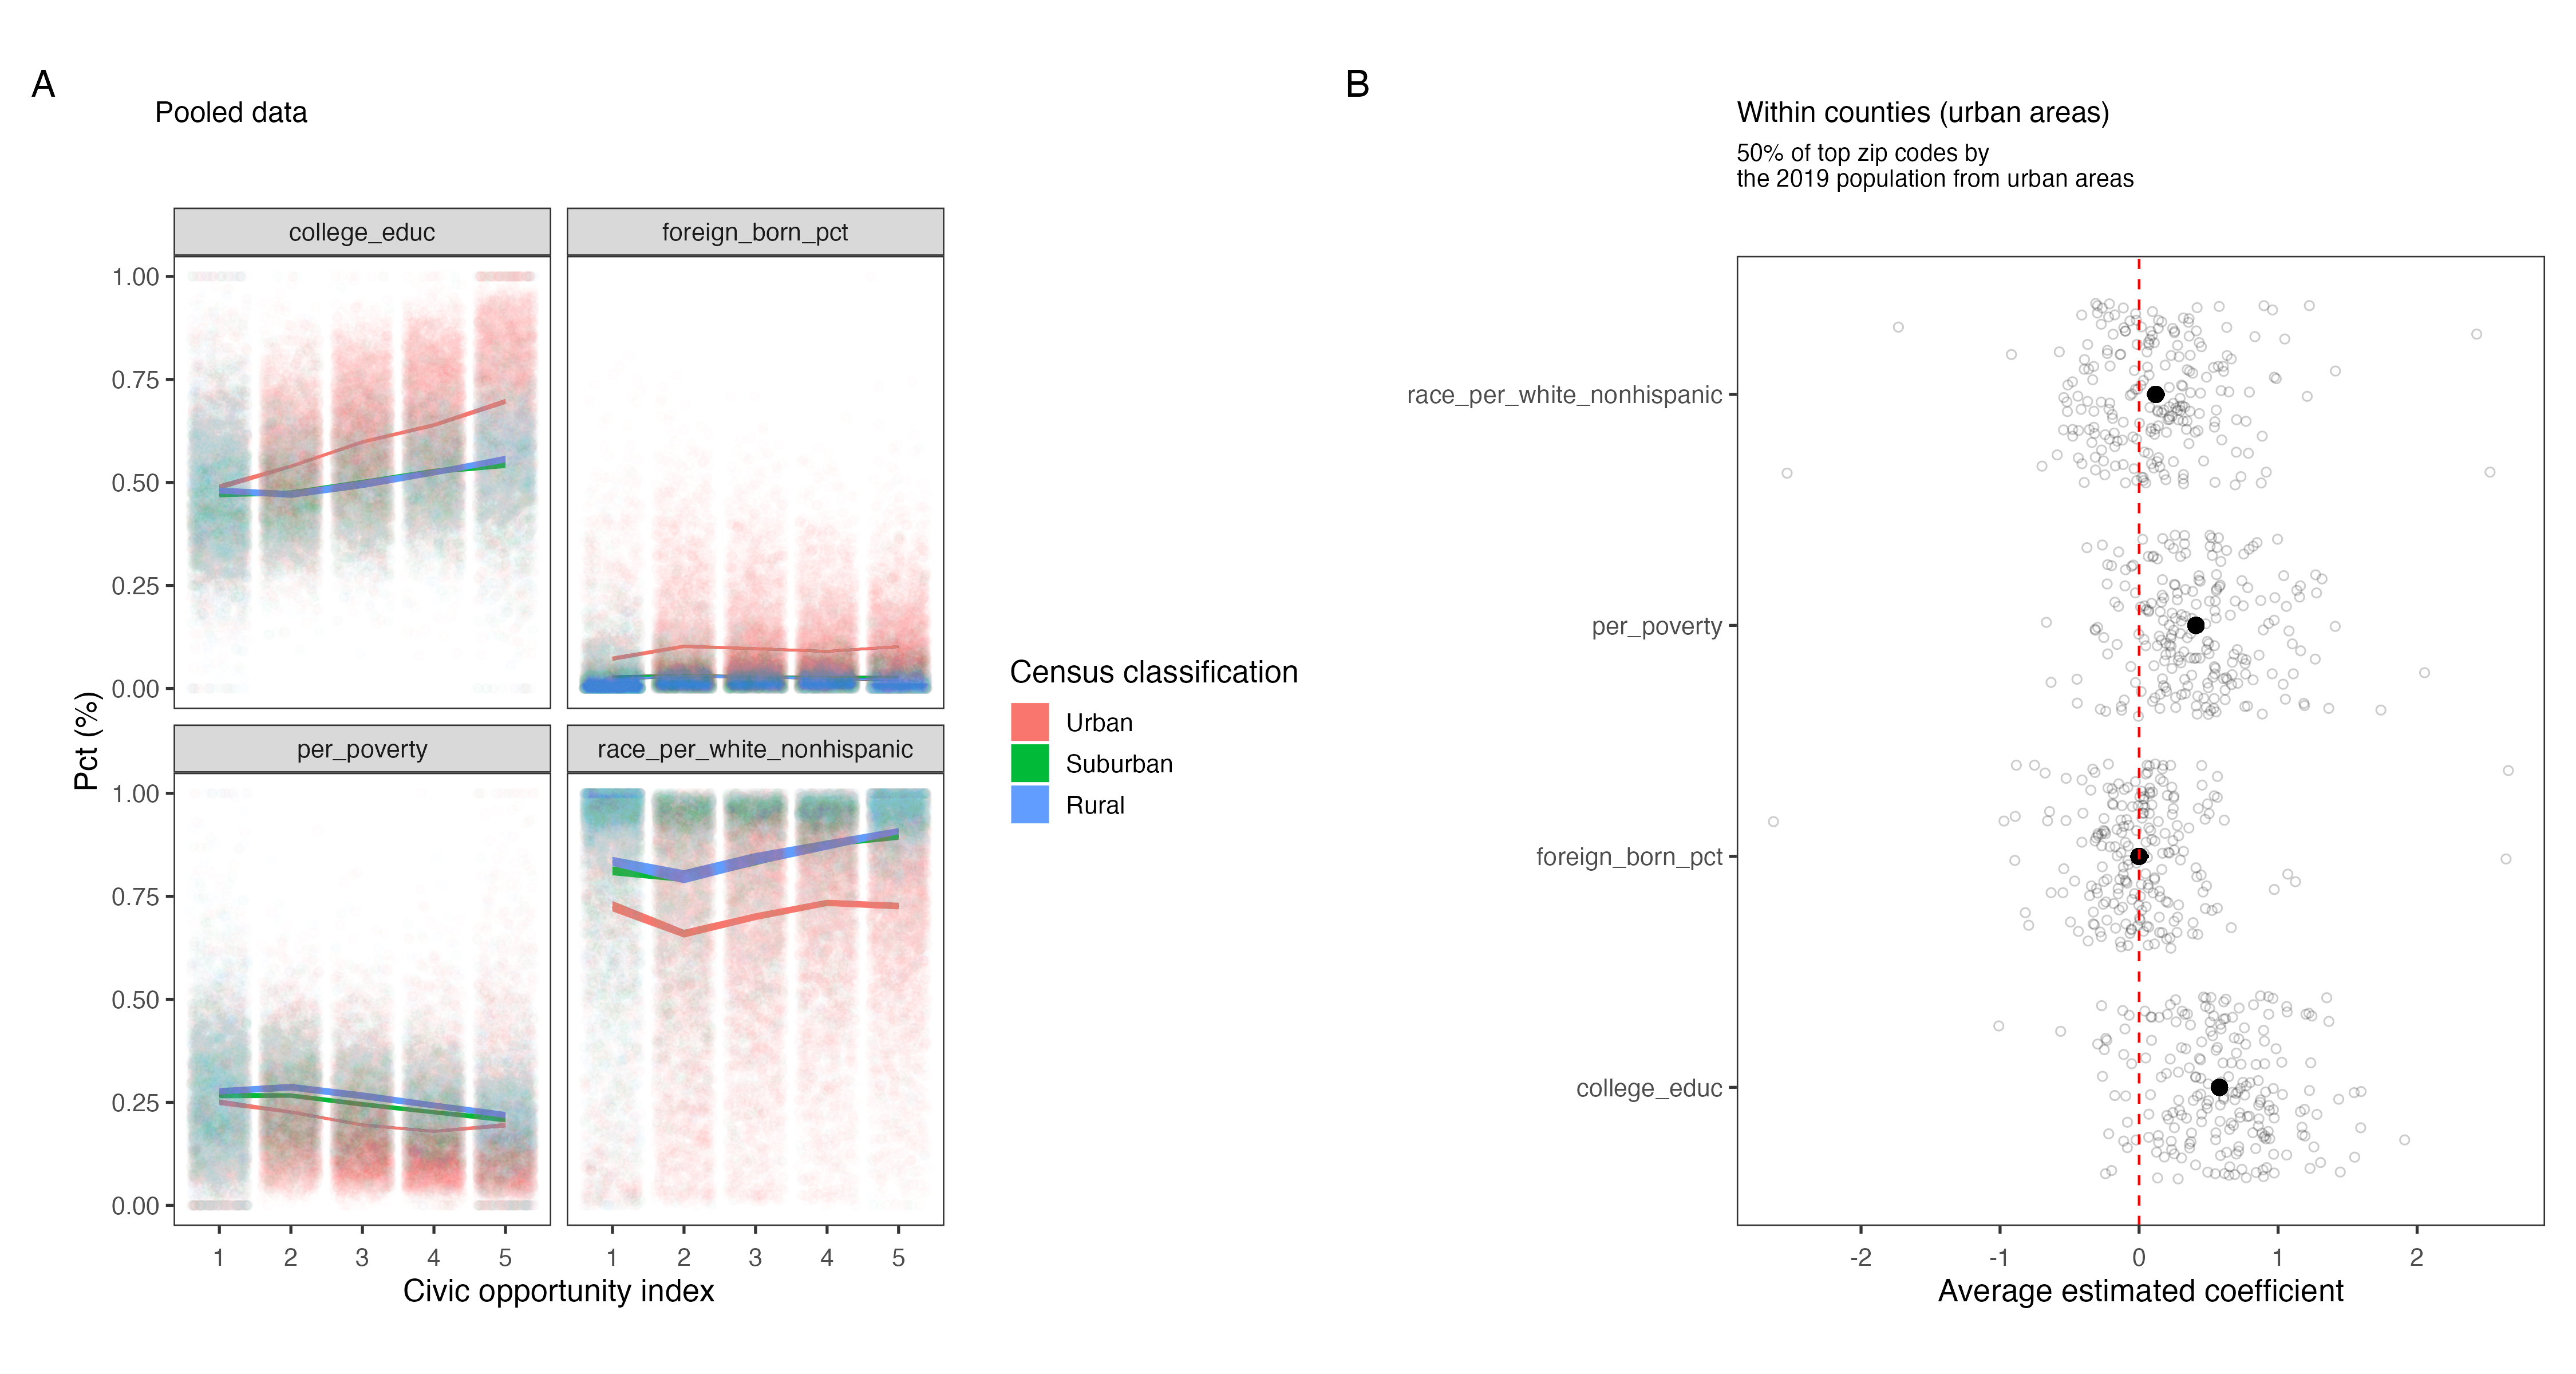 A
Pooled data
college_educ
foreign_born_pct
1.00
0.75
0.50
0.25
0.00
per_poverty
race_per_white_nonhispanic
1.00
0.75
0.50
0.25
0.00
Pct (%)
1 2 3 4 5
1 2 3 4 5
Civic opportunity index
Census classification
Urban
Suburban
Rural
B
Within counties (urban areas)
50% of top zip codes by
the 2019 population from urban areas
race_per_white_nonhispanic
per_poverty
foreign_born_pct
college_educ
-2 -1 0 1 2
Average estimated coefficient